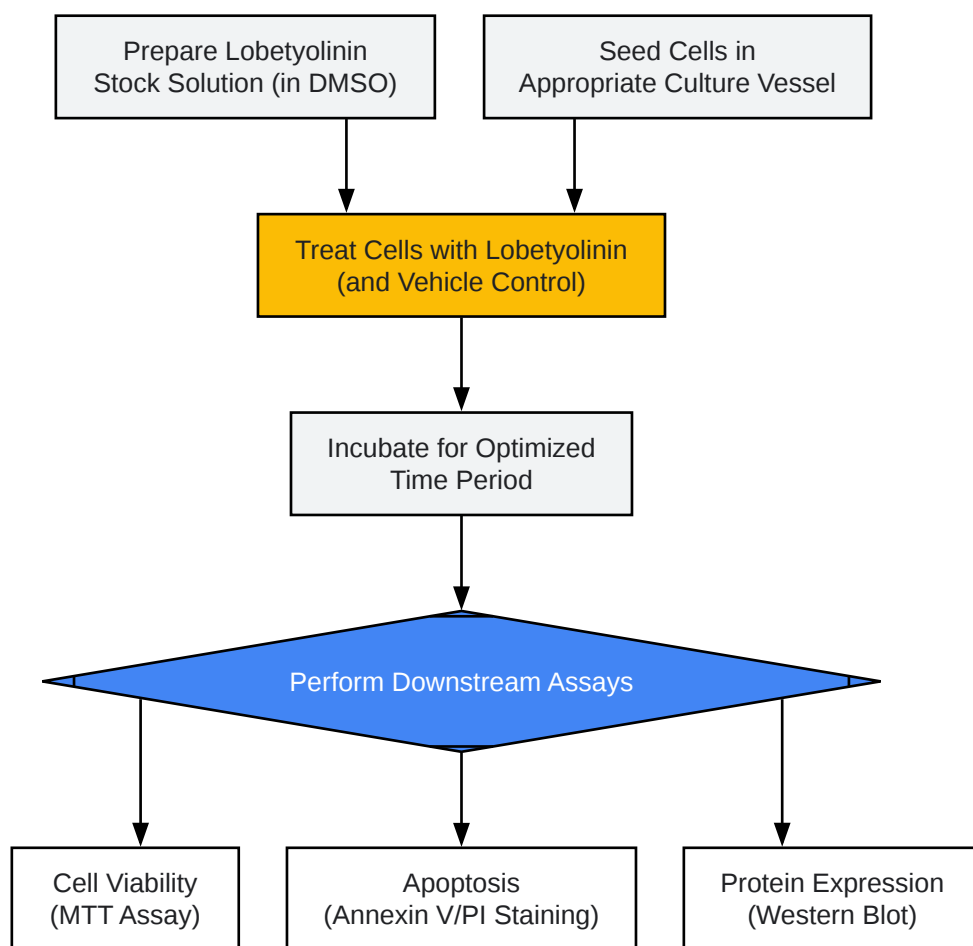 Prepare Lobetyolinin
Stock Solution (in DMSO)
Seed Cells in
Appropriate Culture Vessel
Treat Cells with Lobetyolinin
(and Vehicle Control)
Incubate for Optimized
Time Period
Perform Downstream Assays
Cell Viability
(MTT Assay)
Apoptosis
(Annexin V/PI Staining)
Protein Expression
(Western Blot)